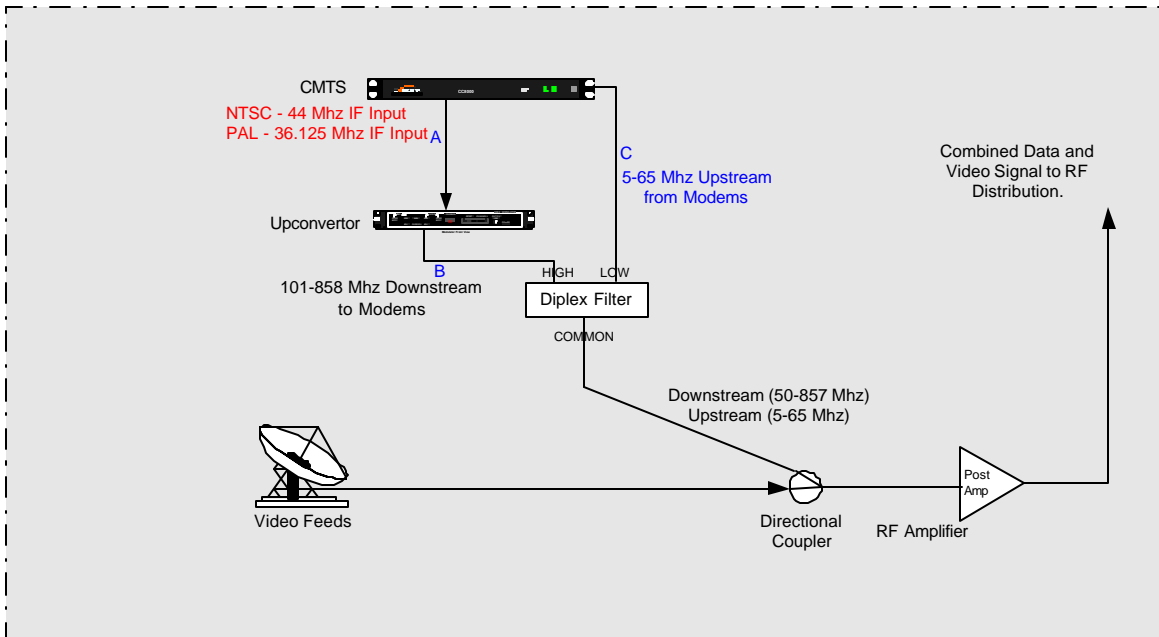 CMTS
NTSC - 44 Mhz IF Input
PAL - 36.125 Mhz IF Input
A
C
5-65 Mhz Upstream
from Modems
Combined Data and
Video Signal to RF
Distribution.
Upconvertor
B
101-858 Mhz Downstream
to Modems
HIGH
LOW
Diplex Filter
COMMON
Downstream (50-857 Mhz)
Upstream (5-65 Mhz)
Video Feeds
Directional
Coupler
RF Amplifier
Post
Amp